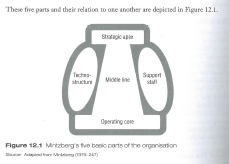 These five parts and their relation to one another are depicted in Figure 12.1.
Strategic apex
Techno-
structure
Middle line
Support
staff
Operating core
Figure 12.1 Mintzberg's five basic parts of the organisation
Source: Adapted from Mintzberg (1979: 247)